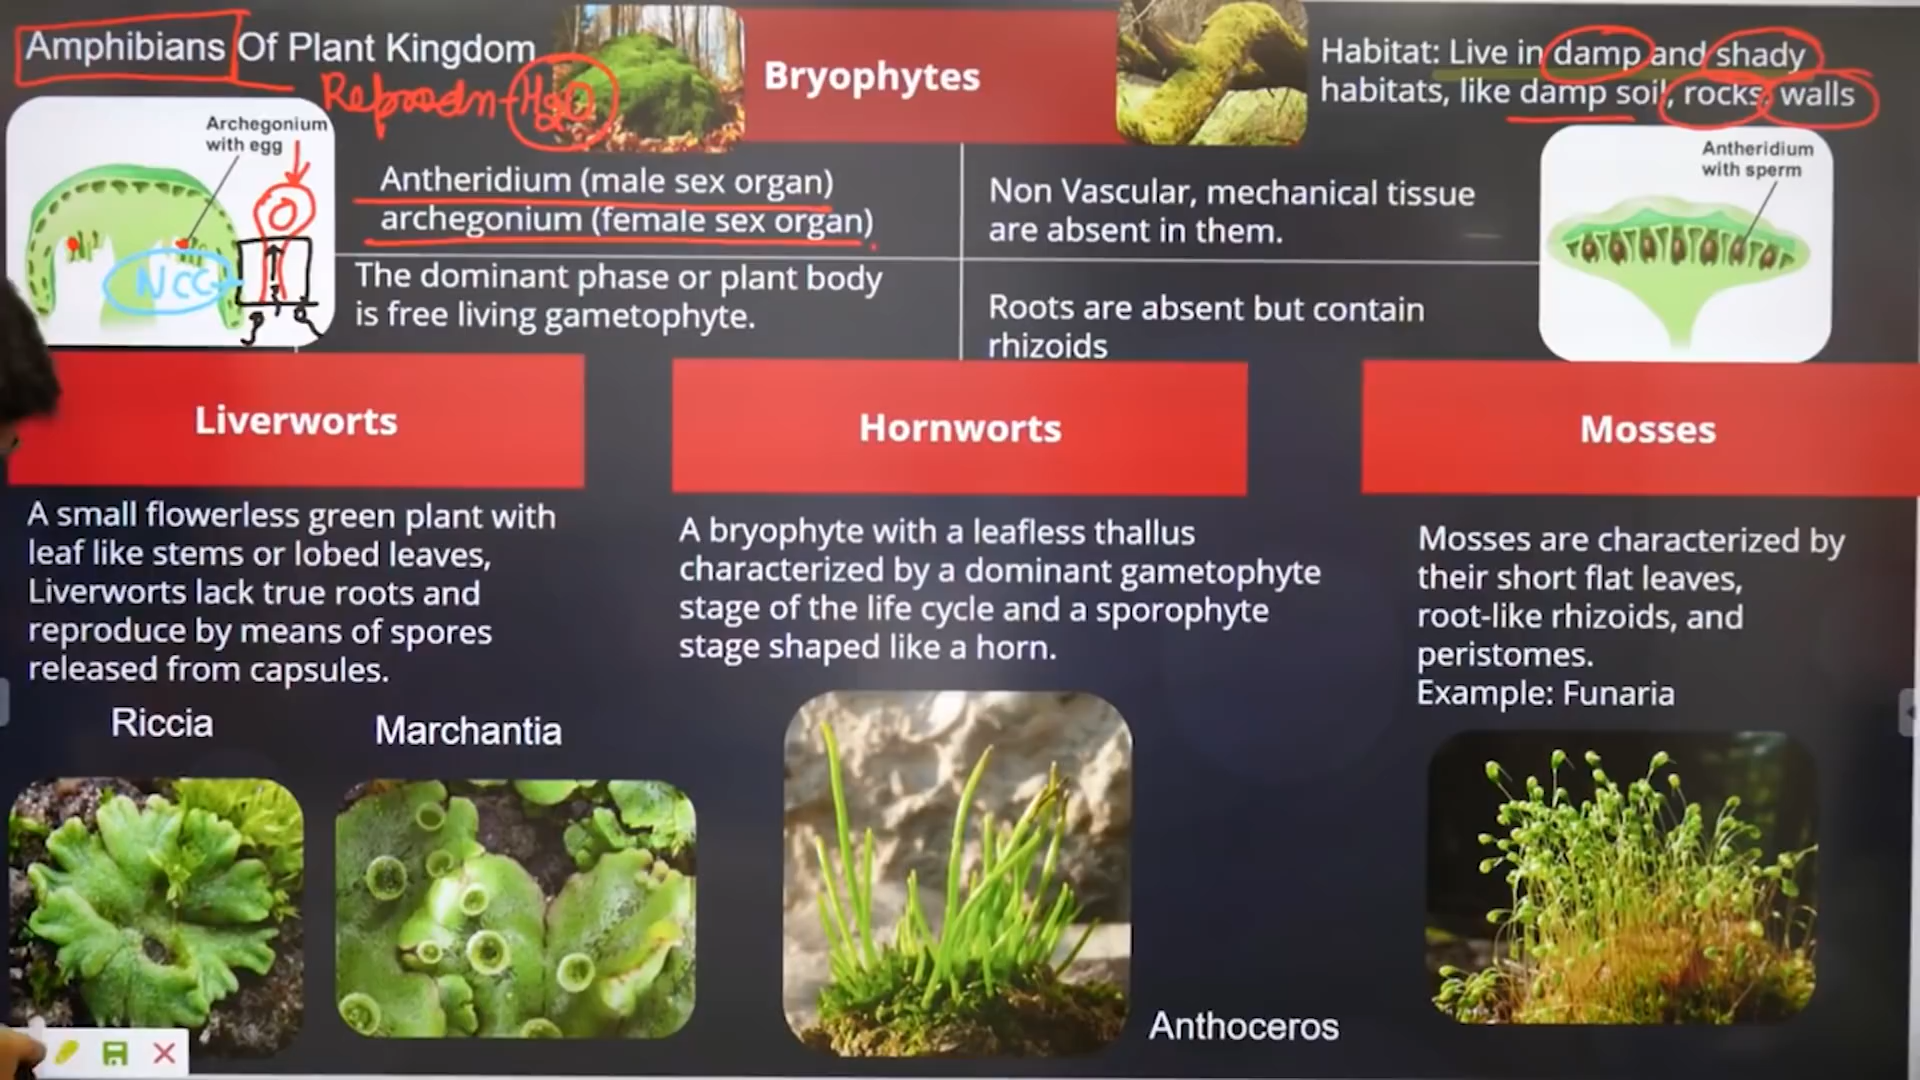 Amphibians Of Plant Kingdom
Reprodn - H2O
Bryophytes
Habitat: Live in damp and shady
habitats, like damp soil, rocks, walls
Archegonium
with egg
NCC
Antheridium (male sex organ)
archegonium (female sex organ)
Non Vascular, mechanical tissue
are absent in them.
Antheridium
with sperm
The dominant phase or plant body
is free living gametophyte.
Roots are absent but contain
rhizoids
Liverworts
A small flowerless green plant with
leaf like stems or lobed leaves,
Liverworts lack true roots and
reproduce by means of spores
released from capsules.
Riccia
Marchantia
Hornworts
A bryophyte with a leafless thallus
characterized by a dominant gametophyte
stage of the life cycle and a sporophyte
stage shaped like a horn.
Anthoceros
Mosses
Mosses are characterized by
their short flat leaves,
root-like rhizoids, and
peristomes.
Example: Funaria